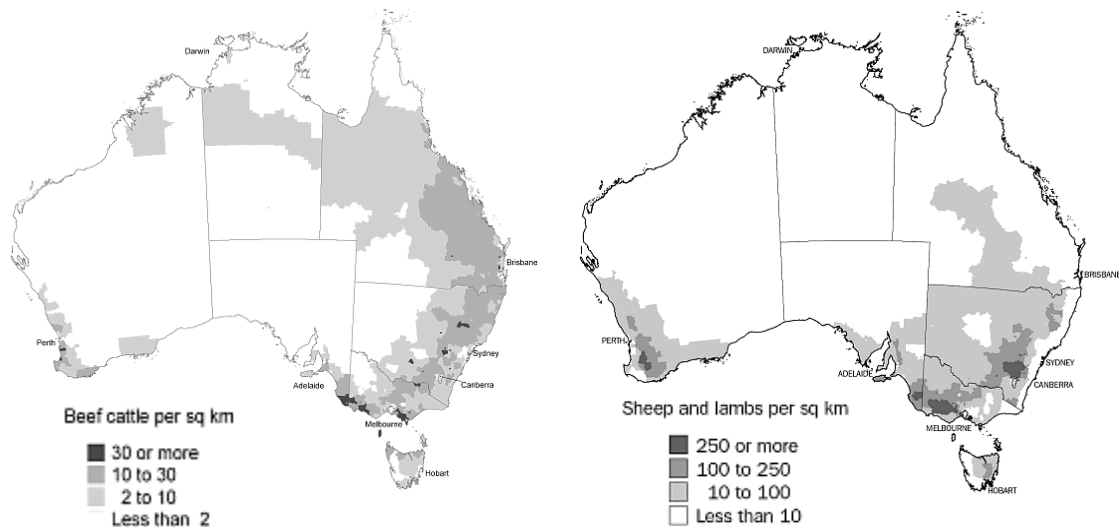 Darwin
Brisbane
Perth
Sydney
Adelaide
Canberra
Melbourne
Hobart
Beef cattle per sq km
30 or more
10 to 30
2 to 10
Less than 2
DARWIN
BRISBANE
PERTH
SYDNEY
ADELAIDE
CANBERRA
MELBOURNE
HOBART
Sheep and lambs per sq km
250 or more
100 to 250
10 to 100
Less than 10